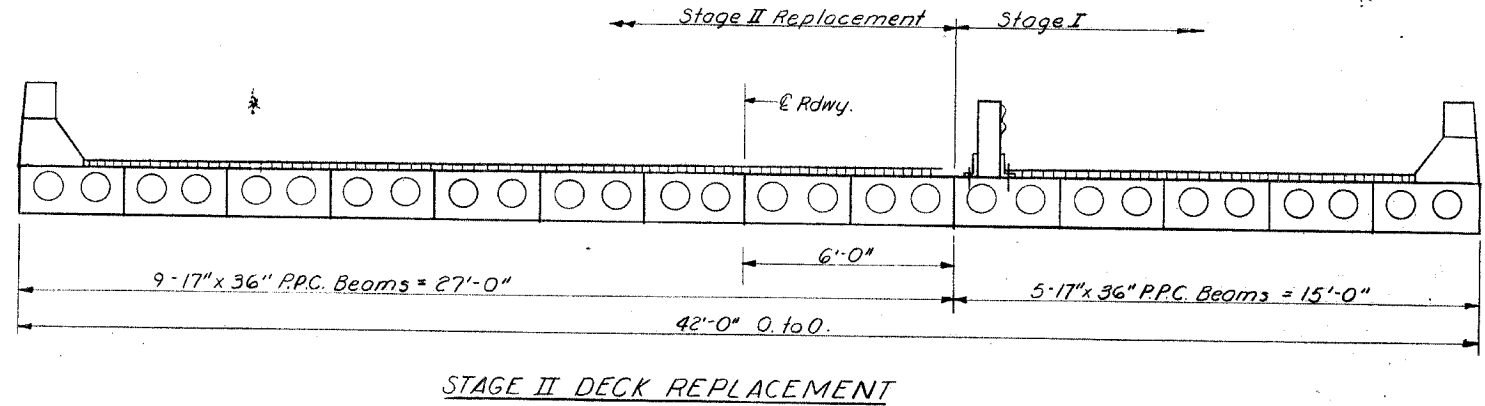 Stage II Replacement
Stage I
℄ Rdwy.
6'-0"
9-17"x 36" P.P.C. Beams = 27'-0"
5-17"x 36" P.P.C. Beams = 15'-0"
42'-0" O. to O.
STAGE II DECK REPLACEMENT